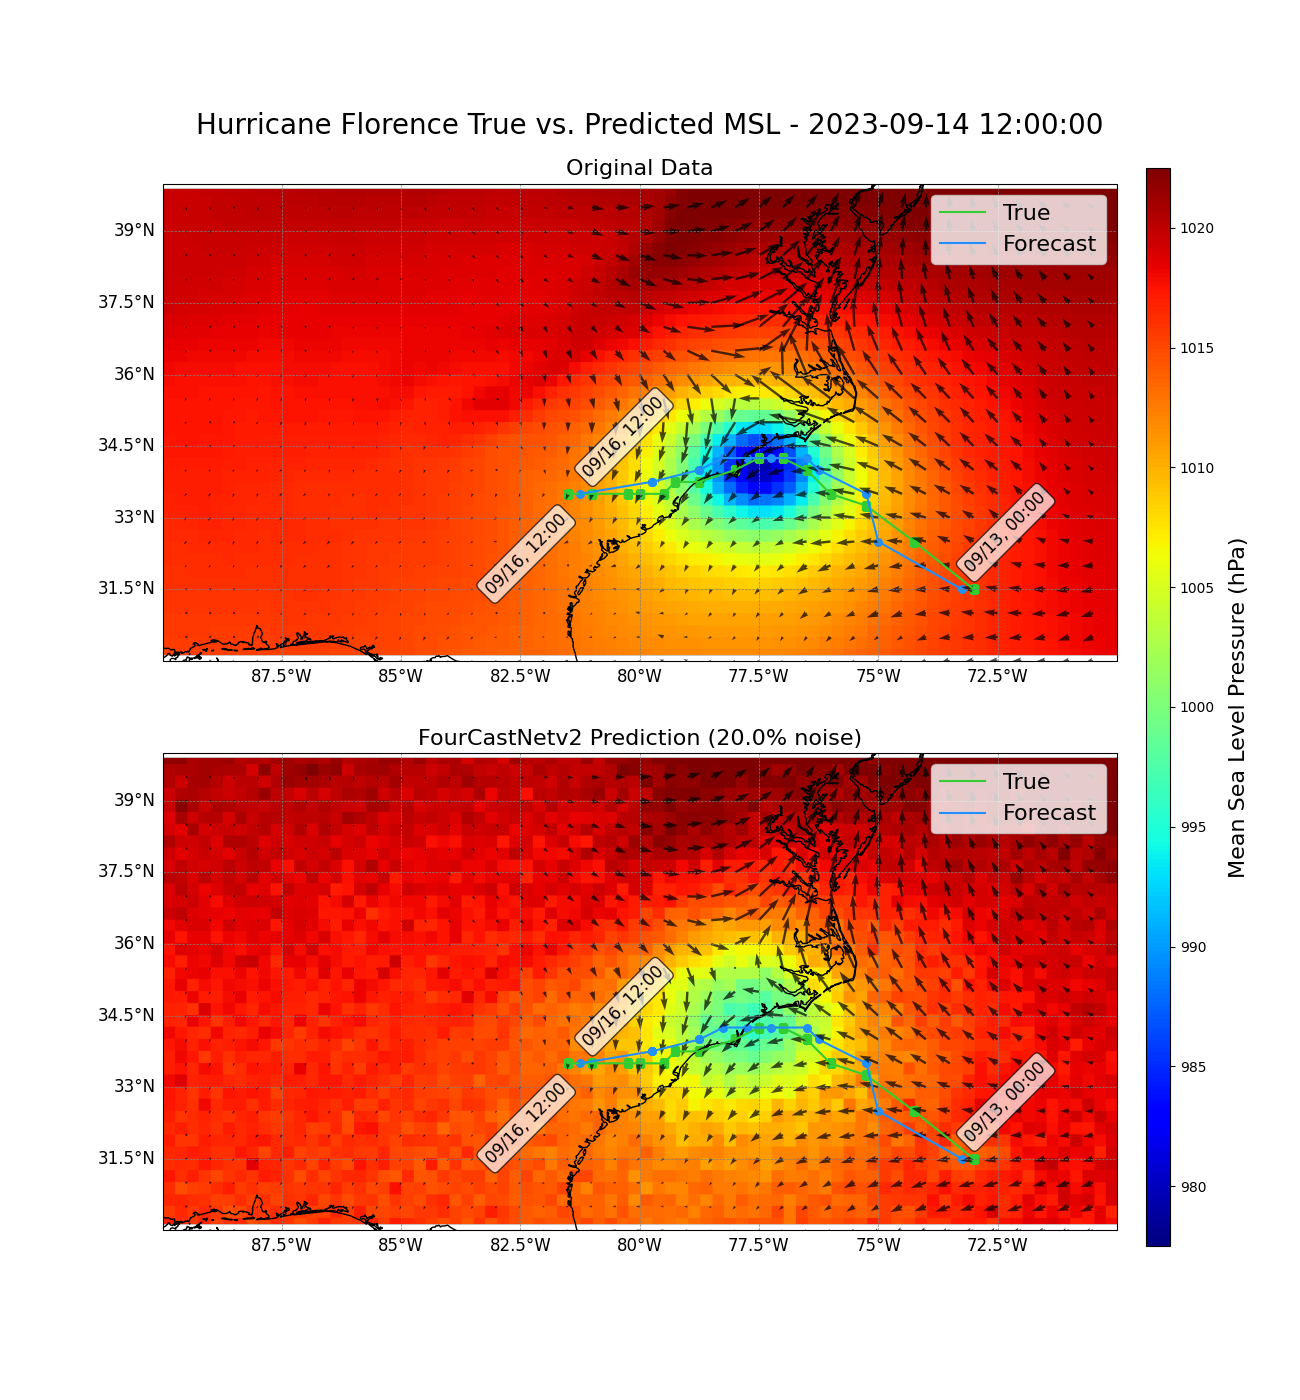 Hurricane Florence True vs. Predicted MSL - 2023-09-14 12:00:00
Original Data
True
Forecast
39°N
37.5°N
36°N
34.5°N
33°N
31.5°N
09/16, 12:00
09/16, 12:00
09/13, 00:00
87.5°W 85°W 82.5°W 80°W 77.5°W 75°W 72.5°W
FourCastNetv2 Prediction (20.0% noise)
True
Forecast
39°N
37.5°N
36°N
34.5°N
33°N
31.5°N
09/16, 12:00
09/16, 12:00
09/13, 00:00
87.5°W 85°W 82.5°W 80°W 77.5°W 75°W 72.5°W
1020
1015
1010
1005
1000
995
990
985
980
Mean Sea Level Pressure (hPa)